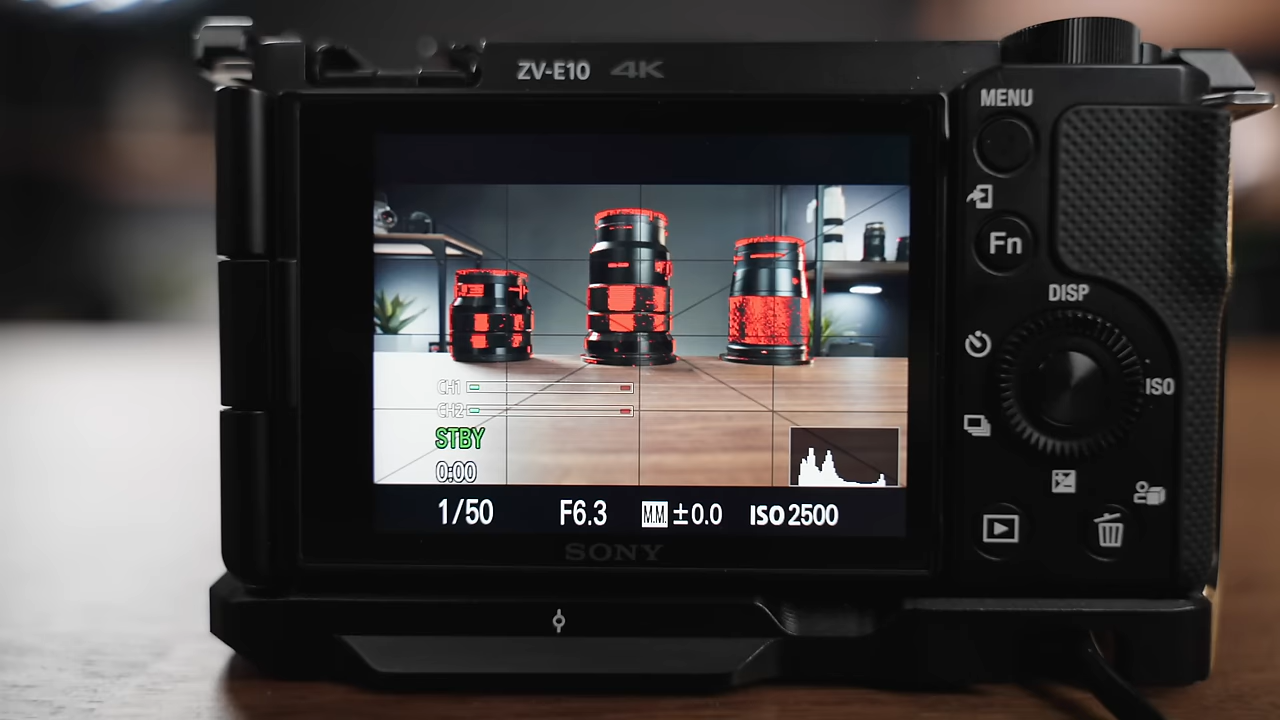 ZV-E10 4K
MENU
Fn
DISP
ISO
CH1
CH2
STBY
0:00
1/50 F6.3 M.M. ±0.0 ISO 2500
SONY